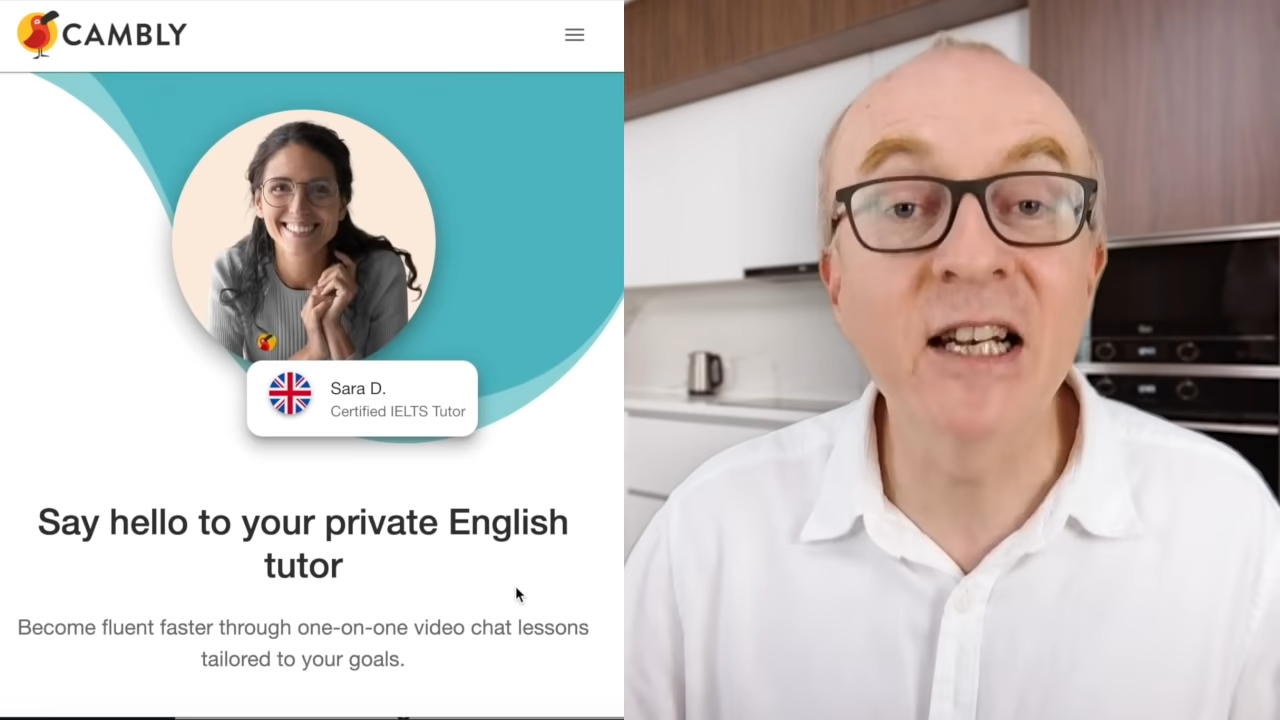 CAMBLY
Sara D.
Certified IELTS Tutor
Say hello to your private English
tutor
Become fluent faster through one-on-one video chat lessons
tailored to your goals.